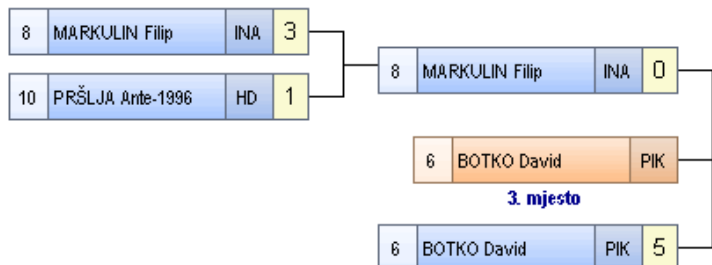 8 MARKULIN Filip INA 3
10 PRŠLJA Ante-1996 HD 1
8 MARKULIN Filip INA 0
6 BOTKO David PIK
3. mjesto
6 BOTKO David PIK 5